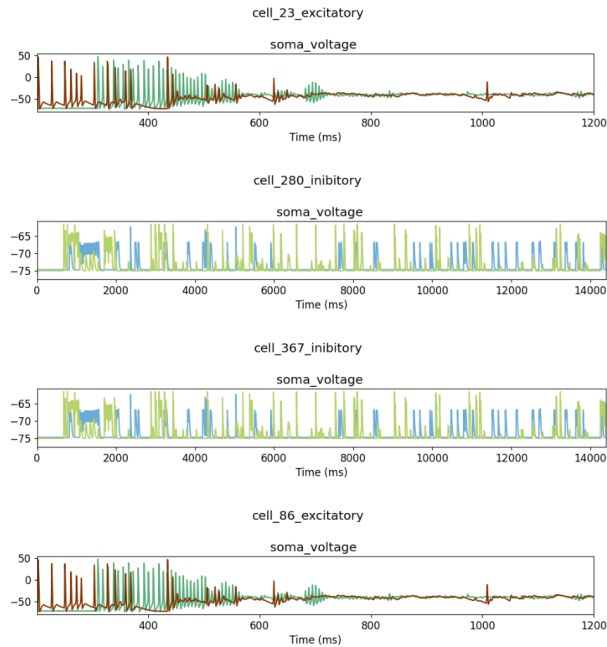 cell_23_excitatory
soma_voltage
50
0
−50
400 600 800 1000 1200
Time (ms)
cell_280_inibitory
soma_voltage
−65
−70
−75
0 2000 4000 6000 8000 10000 12000 14000
Time (ms)
cell_367_inibitory
soma_voltage
−65
−70
−75
0 2000 4000 6000 8000 10000 12000 14000
Time (ms)
cell_86_excitatory
soma_voltage
50
0
−50
400 600 800 1000 1200
Time (ms)